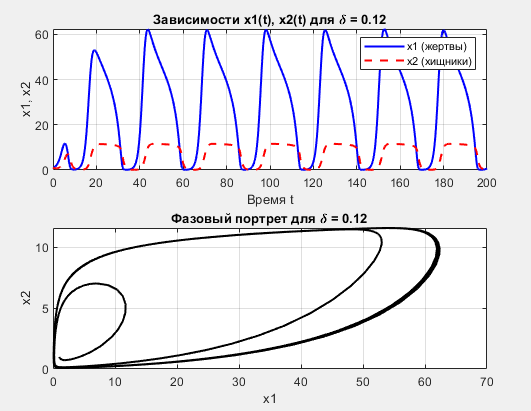 Зависимости x1(t), x2(t) для δ = 0.12
x1, x2
60
40
20
0
x1 (жертвы)
x2 (хищники)
0 20 40 60 80 100 120 140 160 180 200
Время t
Фазовый портрет для δ = 0.12
x2
10
5
0
0 10 20 30 40 50 60 70
x1